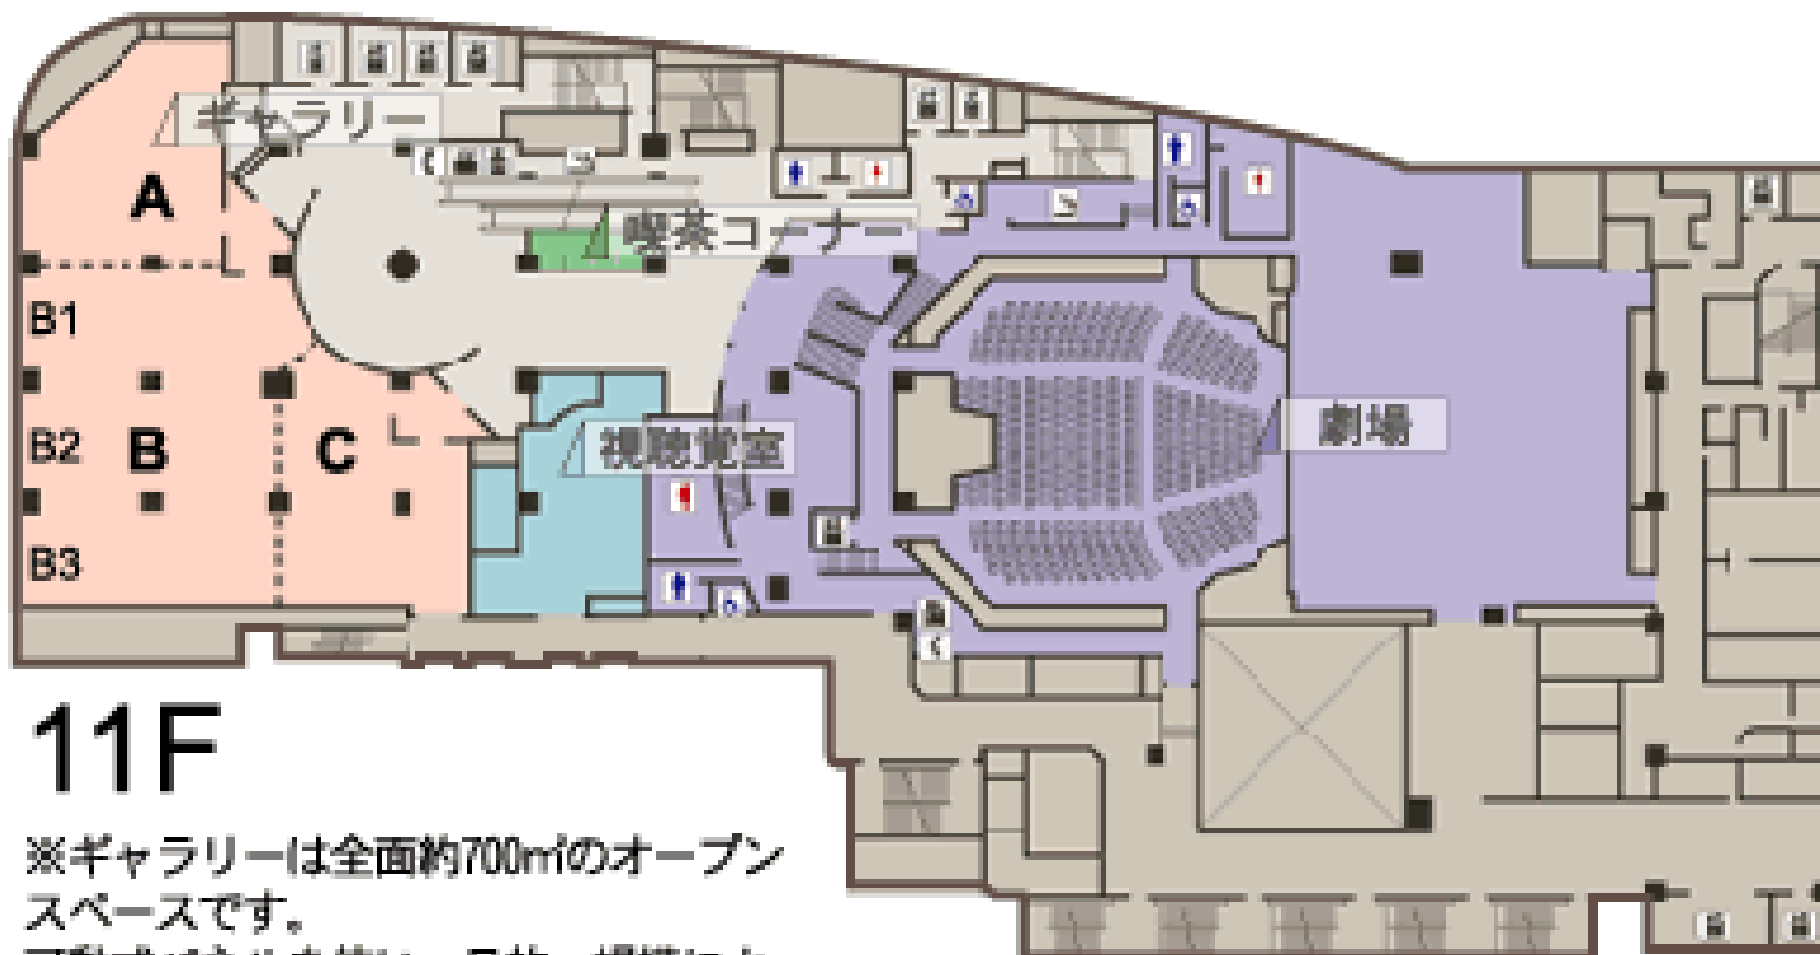 ギャラリー
A
喫茶コーナー
B1
B2
B
C
視聴覚室
劇場
B3
11F
※ギャラリーは全面約700㎡のオープン
スペースです。